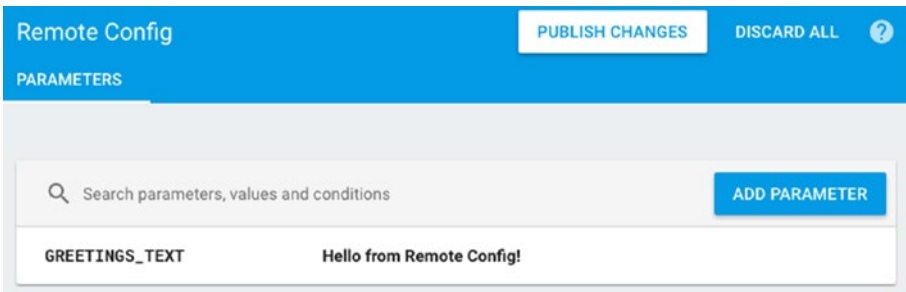 Remote Config PUBLISH CHANGES DISCARD ALL ?
PARAMETERS
Search parameters, values and conditions ADD PARAMETER
GREETINGS_TEXT Hello from Remote Config!